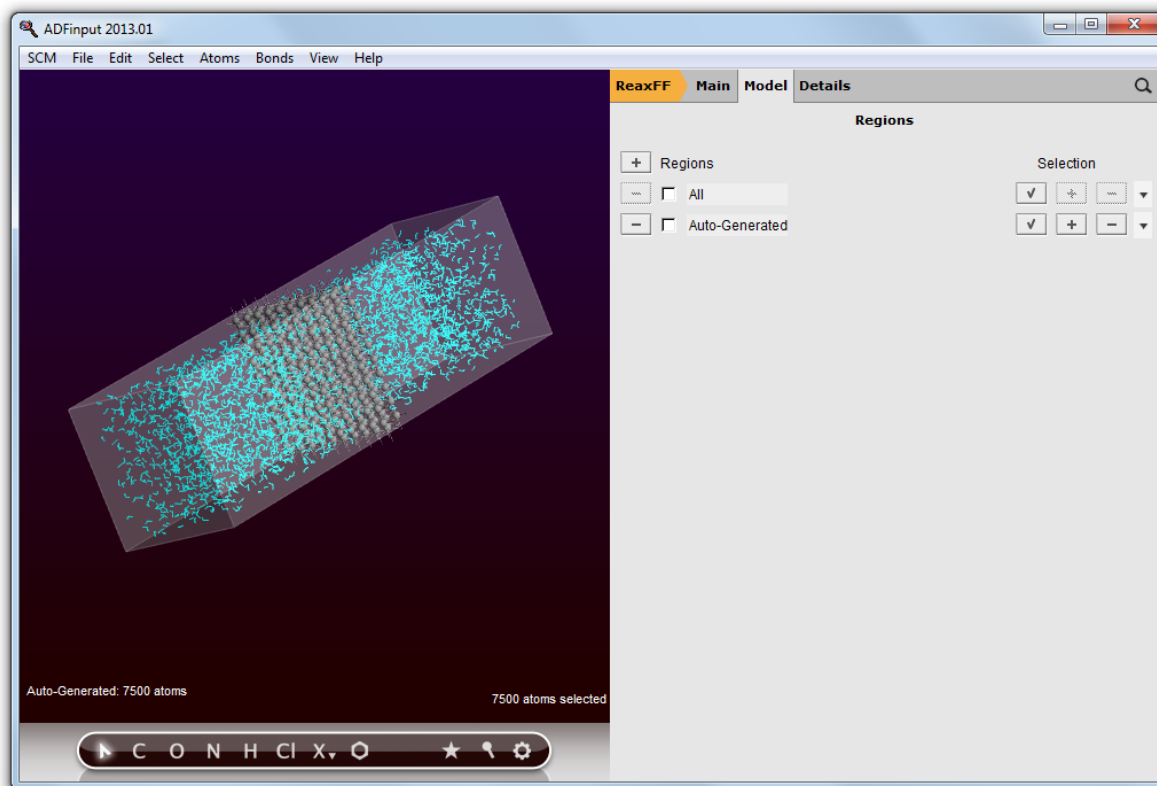 ADFinput 2013.01
SCM File Edit Select Atoms Bonds View Help
ReaxFF Main Model Details
Regions
+ Regions Selection
All
- Auto-Generated √ + -
Auto-Generated: 7500 atoms
7500 atoms selected
C O N H Cl X